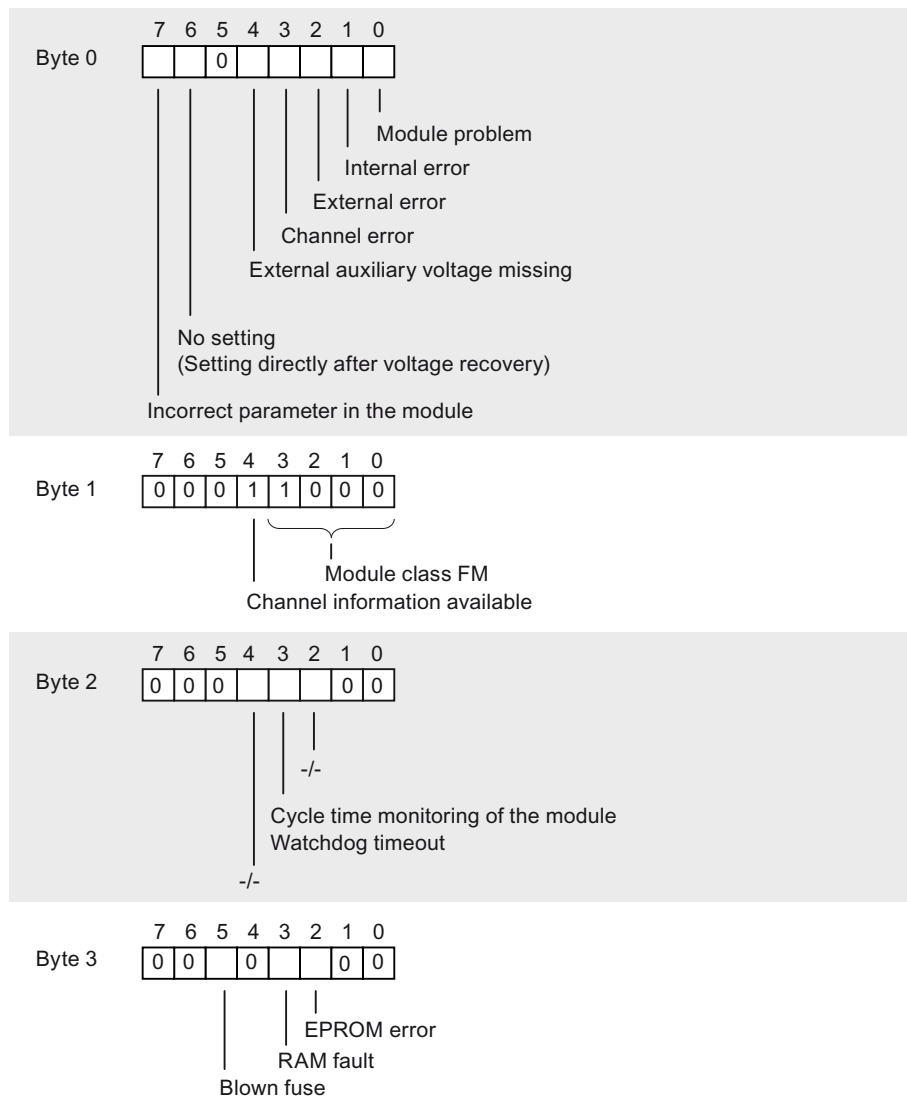 7 6 5 4 3 2 1 0
Byte 0
0
Module problem
Internal error
External error
Channel error
External auxiliary voltage missing
No setting
(Setting directly after voltage recovery)
Incorrect parameter in the module
7 6 5 4 3 2 1 0
Byte 1 0 0 0 1 1 0 0 0
Module class FM
Channel information available
7 6 5 4 3 2 1 0
Byte 2 0 0 0 0 0
-/-
Cycle time monitoring of the module
Watchdog timeout
-/-
7 6 5 4 3 2 1 0
Byte 3 0 0 0 0 0
EPROM error
RAM fault
Blown fuse